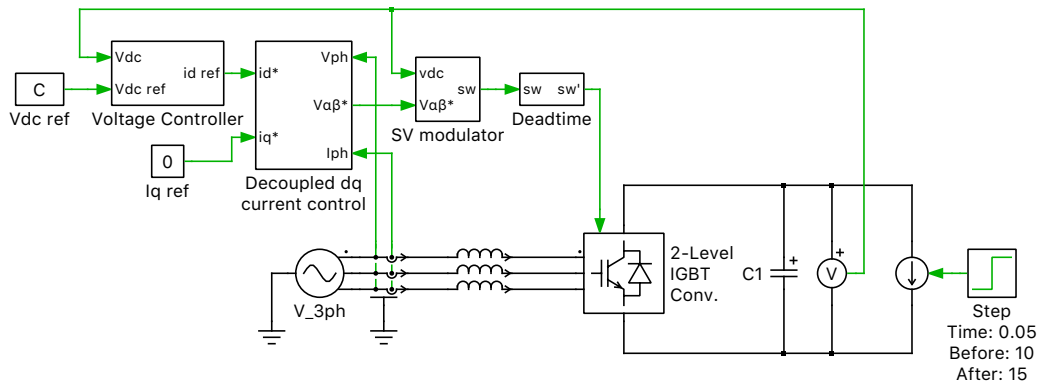 Vdc
Vdc ref
id ref
Voltage Controller
C
Vdc ref
0
Iq ref
id*
iq*
Vph
Vαβ*
Iph
Decoupled dq
current control
vdc
Vαβ*
sw
SV modulator
sw
sw'
Deadtime
V_3ph
2-Level
IGBT
Conv.
C1
+
+
V
Step
Time: 0.05
Before: 10
After: 15